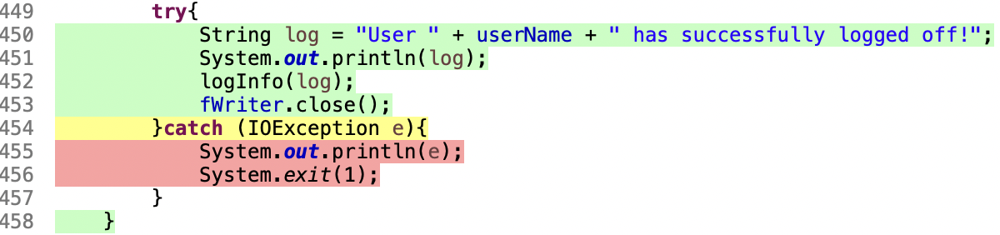 449 try{
450 String log = "User " + userName + " has successfully logged off!";
451 System.out.println(log);
452 logInfo(log);
453 fWriter.close();
454 }catch (IOException e){
455 System.out.println(e);
456 System.exit(1);
457 }
458 }